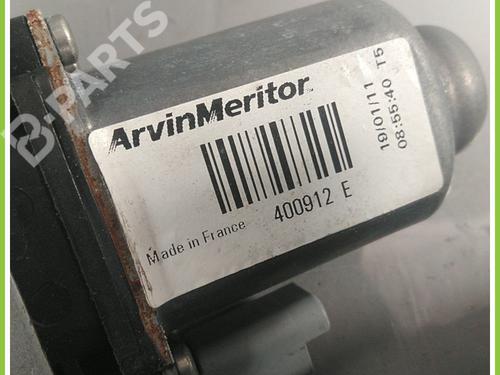 B-PARTS
ArvinMeritor
19/01/11
08:55:40 T5
400912 E
Made in France